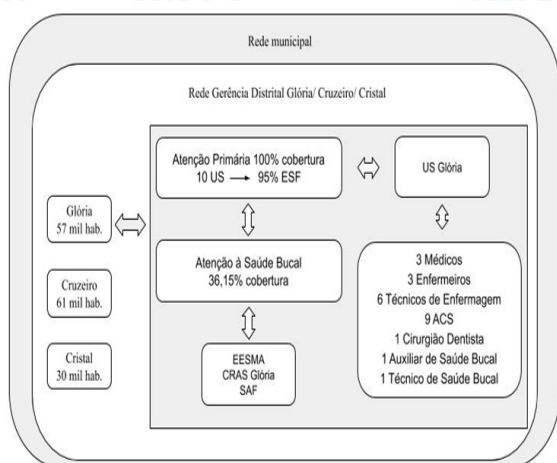 Rede municipal
Rede Gerência Distrital Glória/ Cruzeiro/ Cristal
Glória
57 mil hab.
Cruzeiro
61 mil hab.
Cristal
30 mil hab.
Atenção Primária 100% cobertura
10 US → 95% ESF
Atenção à Saúde Bucal
36,15% cobertura
EESMA
CRAS Glória
SAF
US Glória
3 Médicos
3 Enfermeiros
6 Técnicos de Enfermagem
9 ACS
1 Cirurgião Dentista
1 Auxiliar de Saúde Bucal
1 Técnico de Saúde Bucal